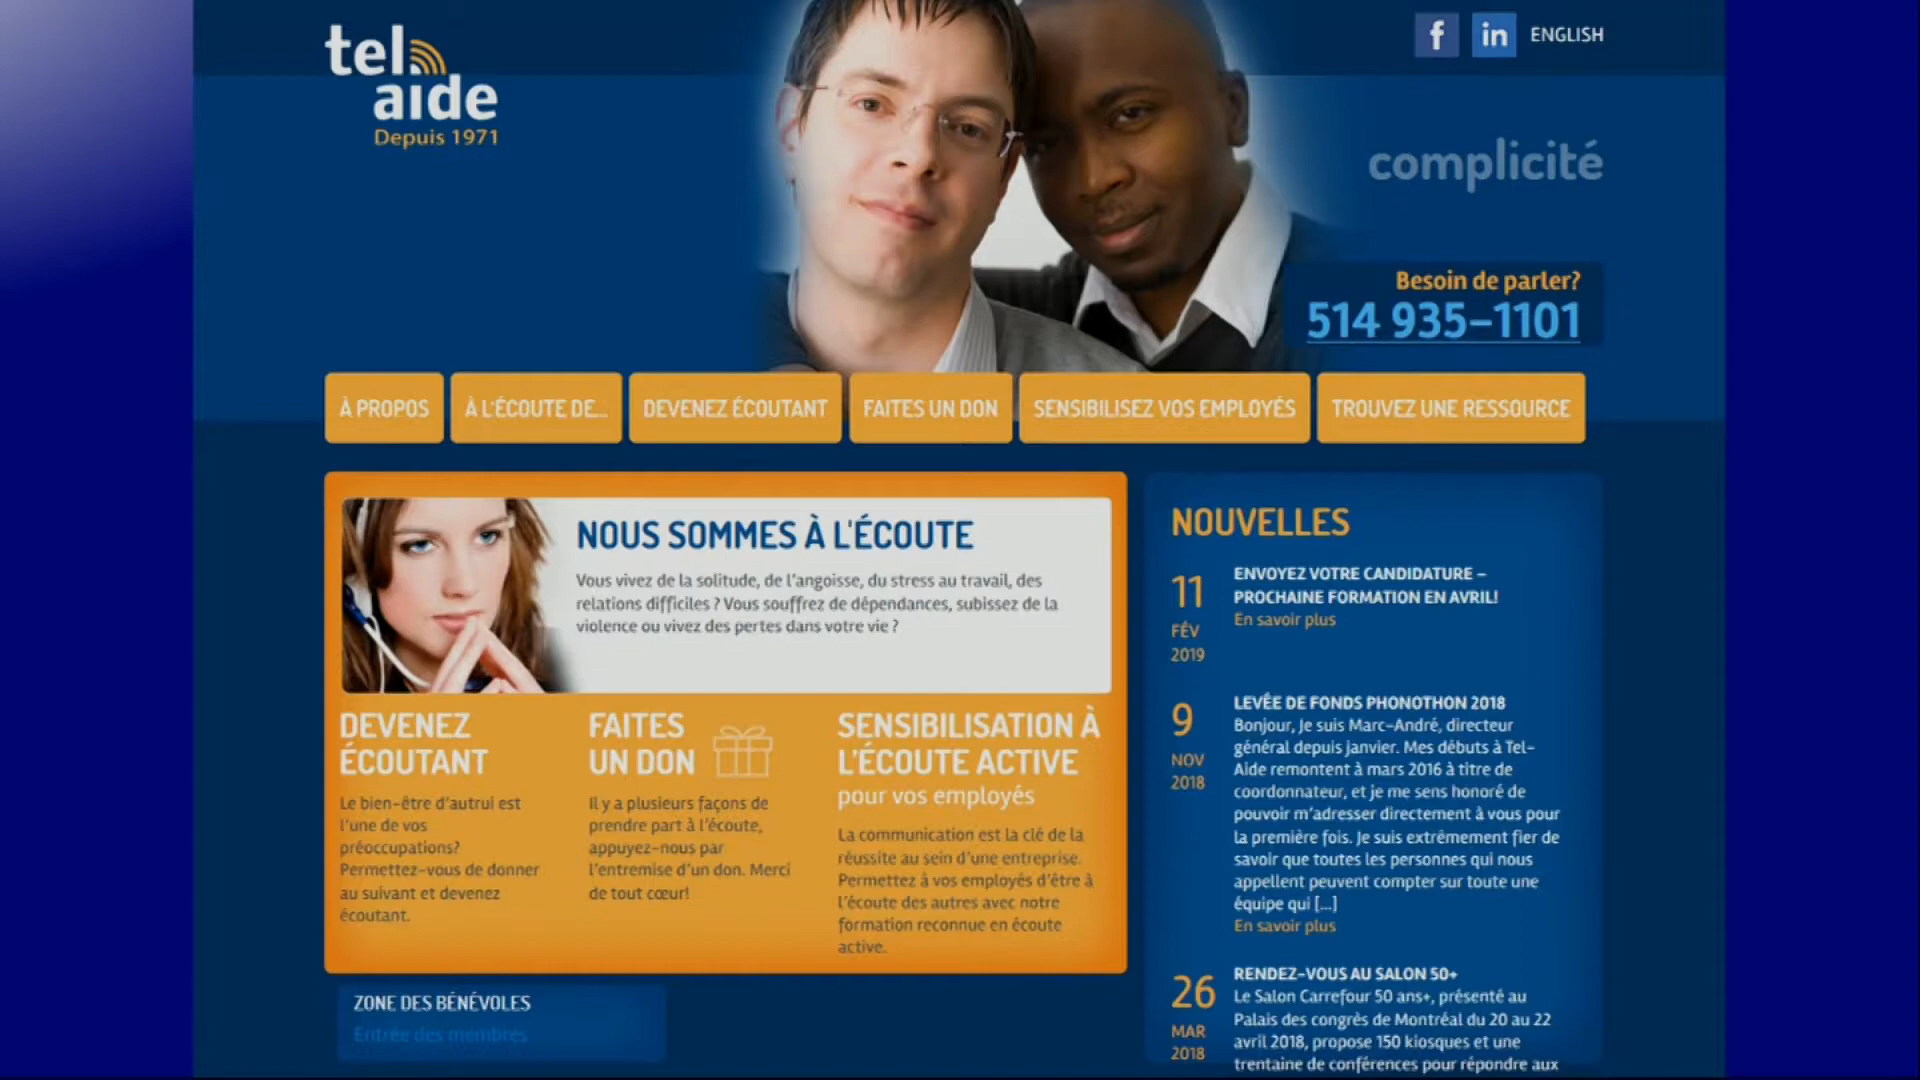 tel
aide
Depuis 1971
f
in
ENGLISH
complicité
Besoin de parler?
514 935-1101
À PROPOS
À L'ÉCOUTE DE...
DEVENEZ ÉCOUTANT
FAITES UN DON
SENSIBILISEZ VOS EMPLOYÉS
TROUVEZ UNE RESSOURCE
NOUS SOMMES À L'ÉCOUTE
Vous vivez de la solitude, de l'angoisse, du stress au travail, des
relations difficiles ? Vous souffrez de dépendances, subissez de la
violence ou vivez des pertes dans votre vie ?
DEVENEZ
ÉCOUTANT
Le bien-être d'autrui est
l'une de vos
préoccupations?
Permettez-vous de donner
au suivant et devenez
écoutant.
FAITES
UN DON
Il y a plusieurs façons de
prendre part à l'écoute,
appuyez-nous par
l'entremise d'un don. Merci
de tout cœur!
SENSIBILISATION À
L'ÉCOUTE ACTIVE
pour vos employés
La communication est la clé de la
réussite au sein d'une entreprise.
Permettez à vos employés d'être à
l'écoute des autres avec notre
formation reconnue en écoute
active.
ZONE DES BÉNÉVOLES
Entrée des membres
NOUVELLES
11
FÉV
2019
ENVOYEZ VOTRE CANDIDATURE –
PROCHAINE FORMATION EN AVRIL!
En savoir plus
9
NOV
2018
LEVÉE DE FONDS PHONOTHON 2018
Bonjour, Je suis Marc-André, directeur
général depuis janvier. Mes débuts à Tel-
Aide remontent à mars 2016 à titre de
coordonnateur, et je me sens honoré de
pouvoir m'adresser directement à vous pour
la première fois. Je suis extrêmement fier de
savoir que toutes les personnes qui nous
appellent peuvent compter sur toute une
équipe qui [...]
En savoir plus
26
MAR
2018
RENDEZ-VOUS AU SALON 50+
Le Salon Carrefour 50 ans+, présenté au
Palais des congrès de Montréal du 20 au 22
avril 2018, propose 150 kiosques et une
trentaine de conférences pour répondre aux